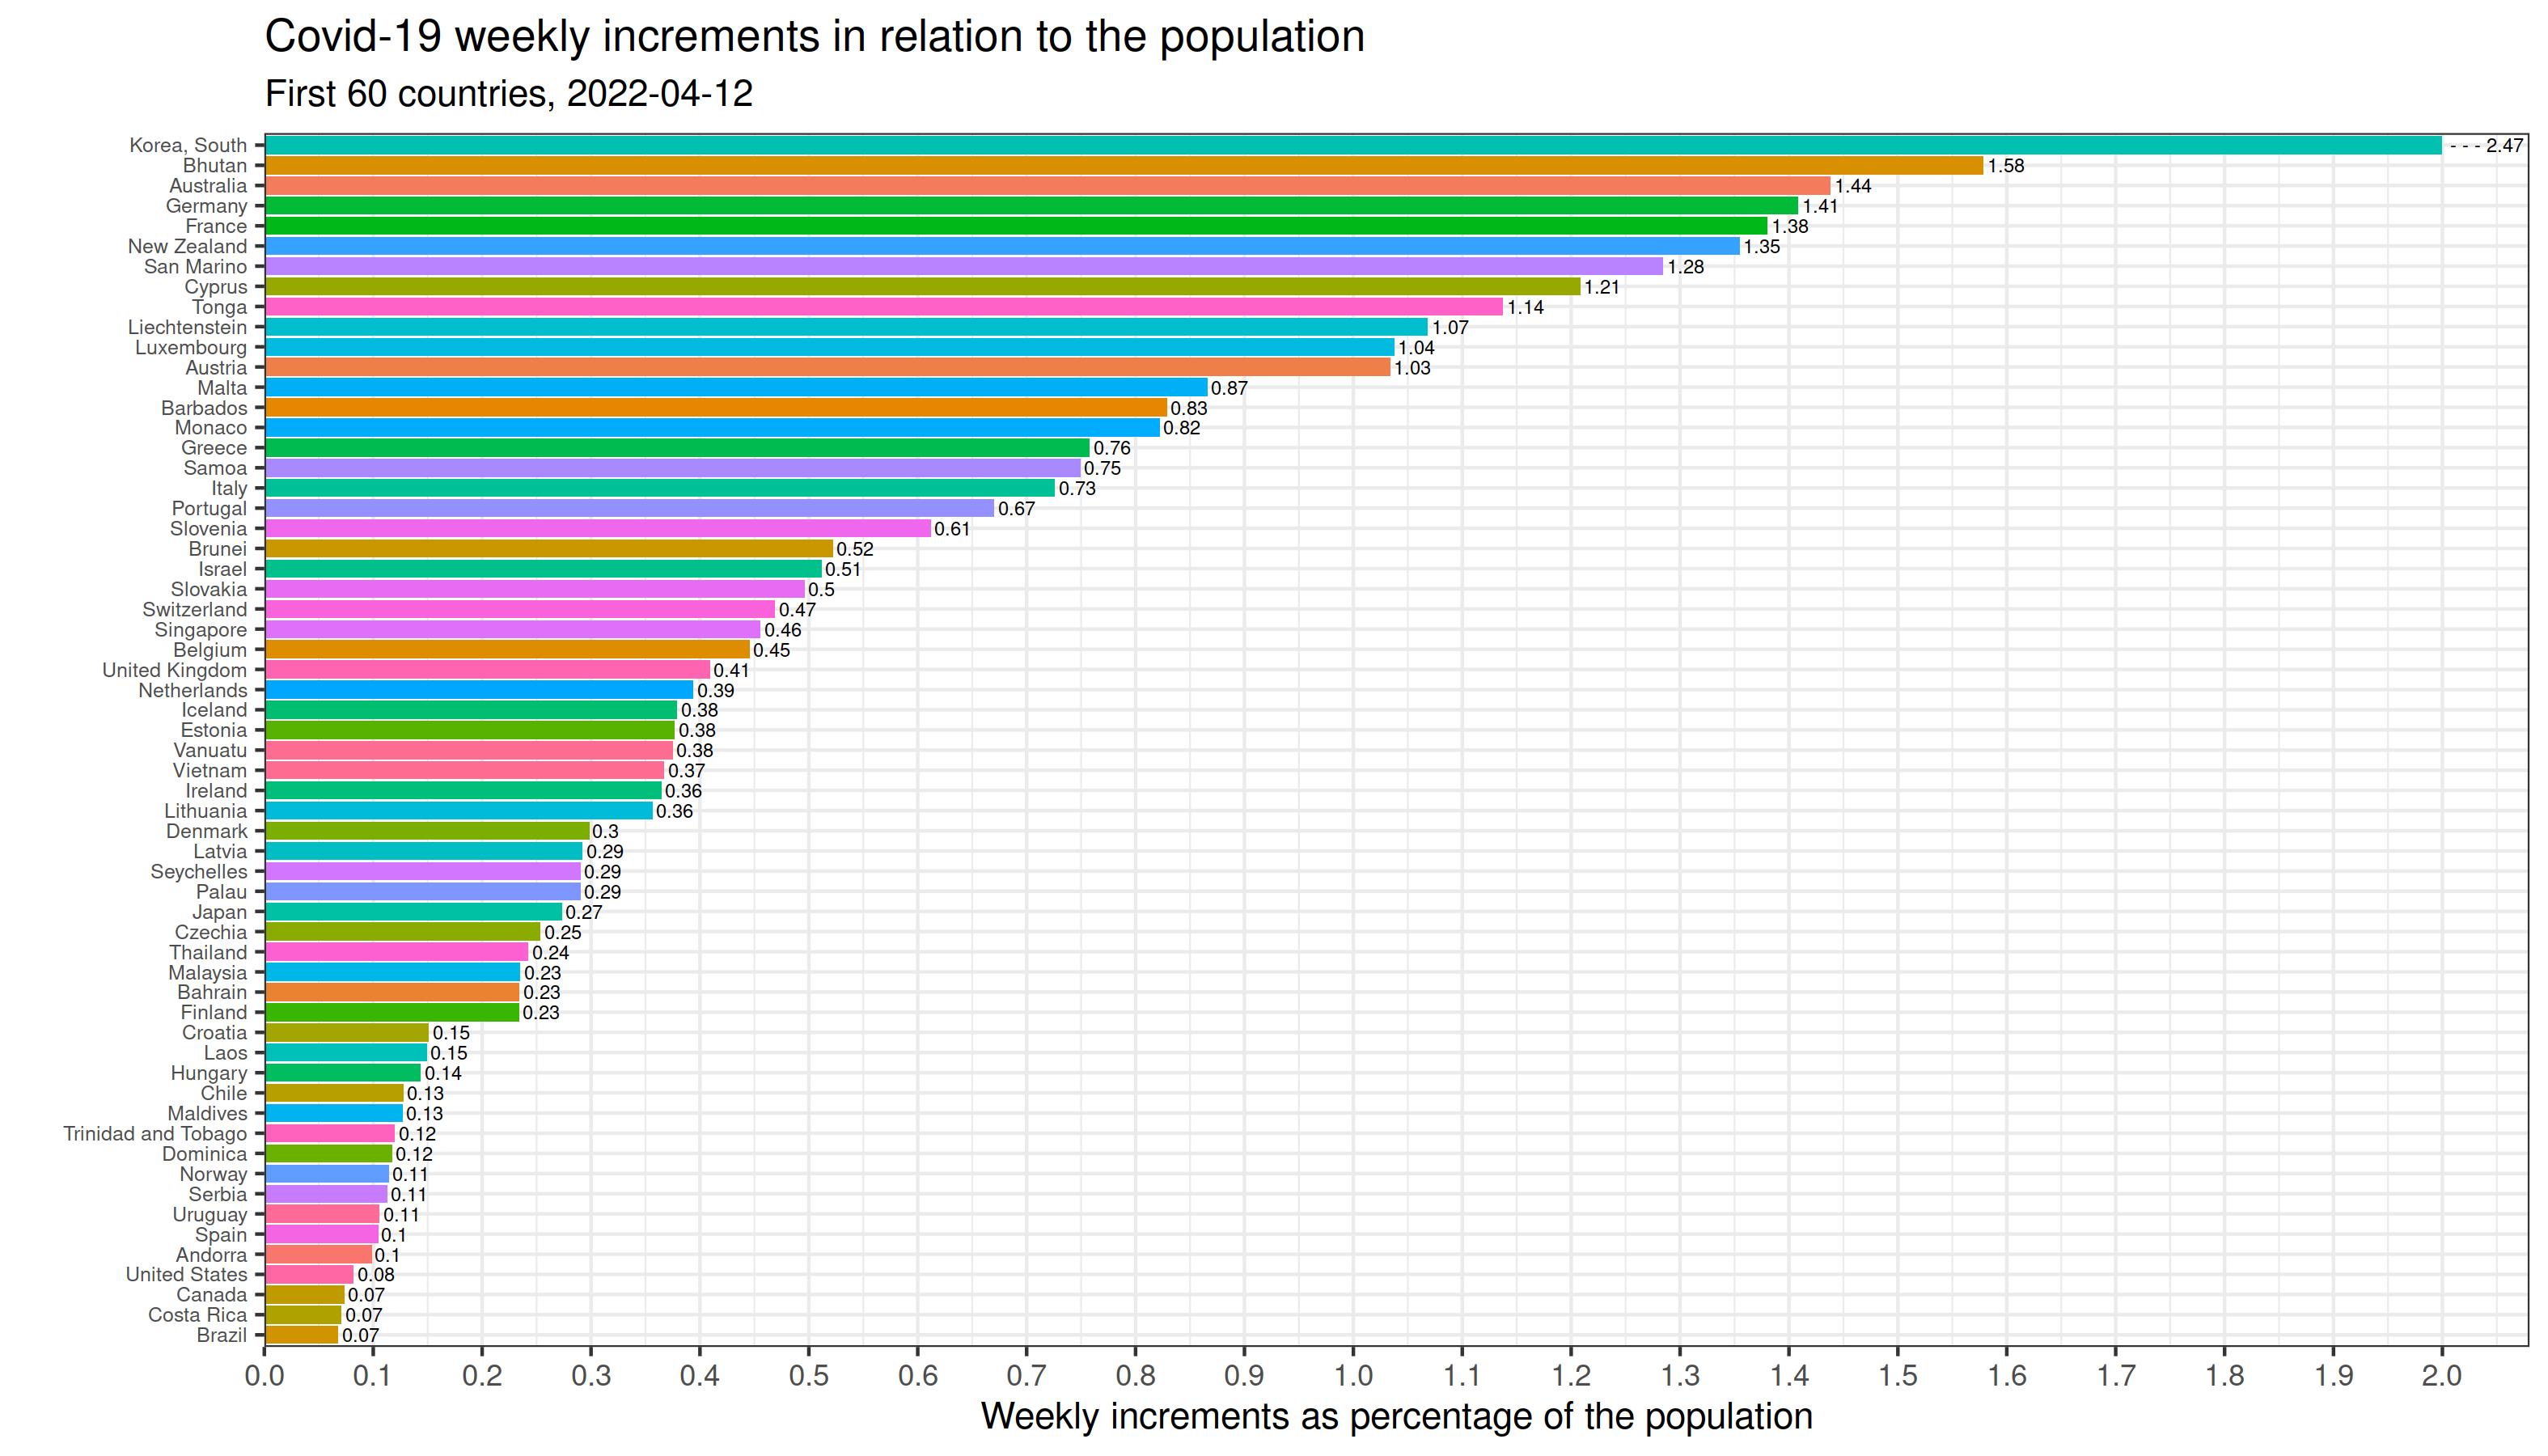 Covid-19 weekly increments in relation to the population
First 60 countries, 2022-04-12
Korea, South - - - 2.47
Bhutan 1.58
Australia 1.44
Germany 1.41
France 1.38
New Zealand 1.35
San Marino 1.28
Cyprus 1.21
Tonga 1.14
Liechtenstein 1.07
Luxembourg 1.04
Austria 1.03
Malta 0.87
Barbados 0.83
Monaco 0.82
Greece 0.76
Samoa 0.75
Italy 0.73
Portugal 0.67
Slovenia 0.61
Brunei 0.52
Israel 0.51
Slovakia 0.5
Switzerland 0.47
Singapore 0.46
Belgium 0.45
United Kingdom 0.41
Netherlands 0.39
Iceland 0.38
Estonia 0.38
Vanuatu 0.38
Vietnam 0.37
Ireland 0.36
Lithuania 0.36
Denmark 0.3
Latvia 0.29
Seychelles 0.29
Palau 0.29
Japan 0.27
Czechia 0.25
Thailand 0.24
Malaysia 0.23
Bahrain 0.23
Finland 0.23
Croatia 0.15
Laos 0.15
Hungary 0.14
Chile 0.13
Maldives 0.13
Trinidad and Tobago 0.12
Dominica 0.12
Norway 0.11
Serbia 0.11
Uruguay 0.11
Spain 0.1
Andorra 0.1
United States 0.08
Canada 0.07
Costa Rica 0.07
Brazil 0.07
0.0 0.1 0.2 0.3 0.4 0.5 0.6 0.7 0.8 0.9 1.0 1.1 1.2 1.3 1.4 1.5 1.6 1.7 1.8 1.9 2.0
Weekly increments as percentage of the population